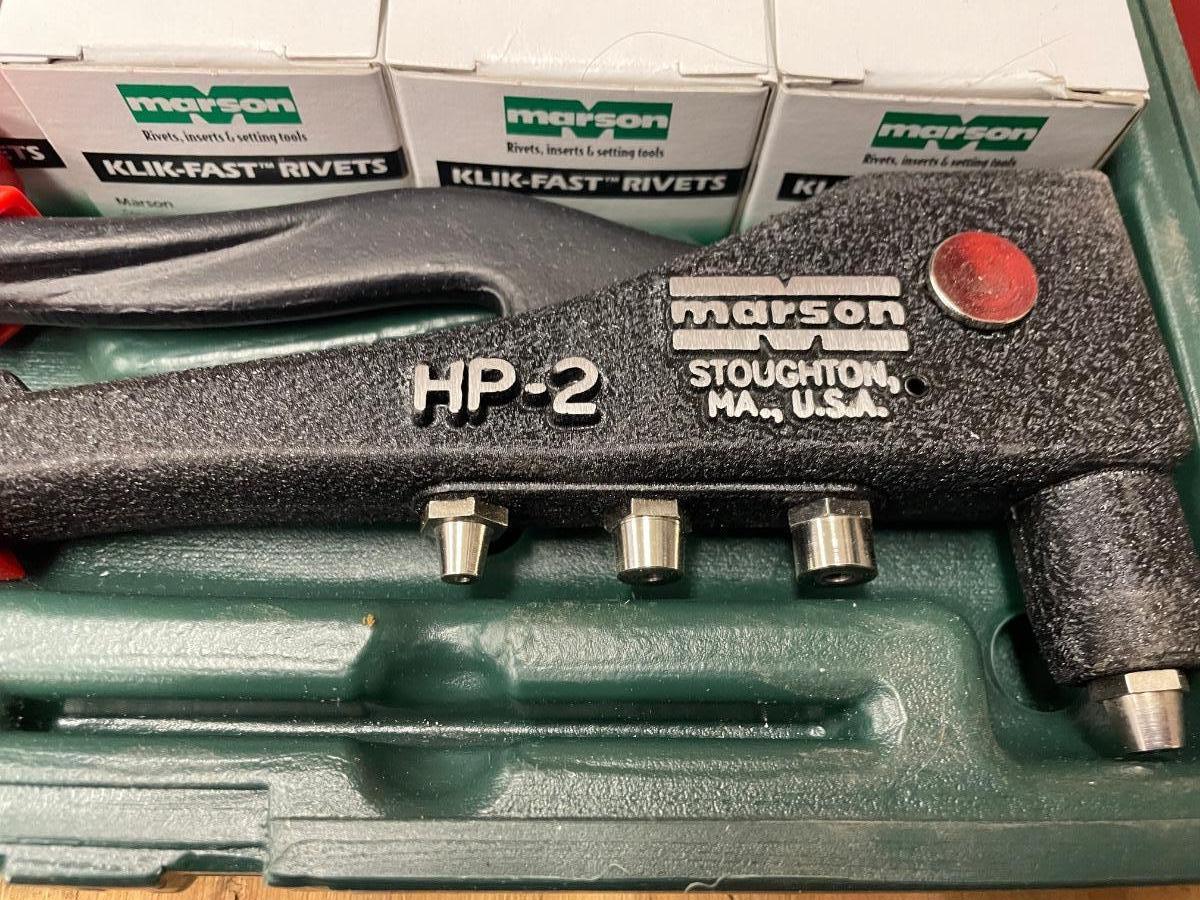 marson
Rivets, inserts & setting tools
KLIK-FAST™ RIVETS
Marson
marson
Rivets, inserts & setting tools
KLIK-FAST™ RIVETS
marson
Rivets, inserts & setting tools
KL
TS
marson
STOUGHTON,
MA., U.S.A.
HP-2